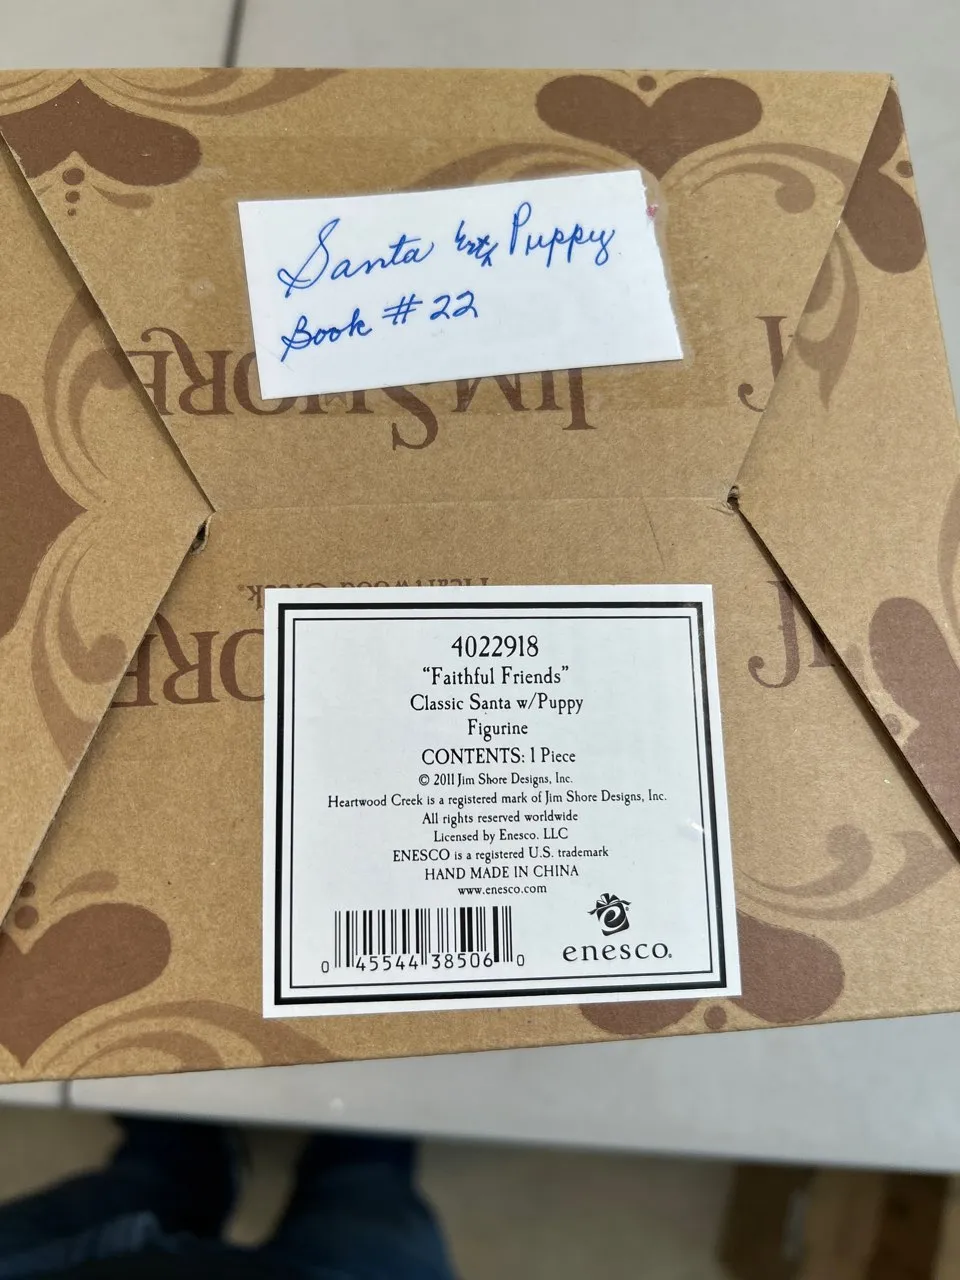 Santa with Puppy
Book #22
JIM SHORE
J
Heartwood Creek.
SHORE
J
4022918
“Faithful Friends”
Classic Santa w/Puppy
Figurine
CONTENTS: 1 Piece
© 2011 Jim Shore Designs, Inc.
Heartwood Creek is a registered mark of Jim Shore Designs, Inc.
All rights reserved worldwide
Licensed by Enesco. LLC
ENESCO is a registered U.S. trademark
HAND MADE IN CHINA
www.enesco.com
0 45544 38506 0
enesco.